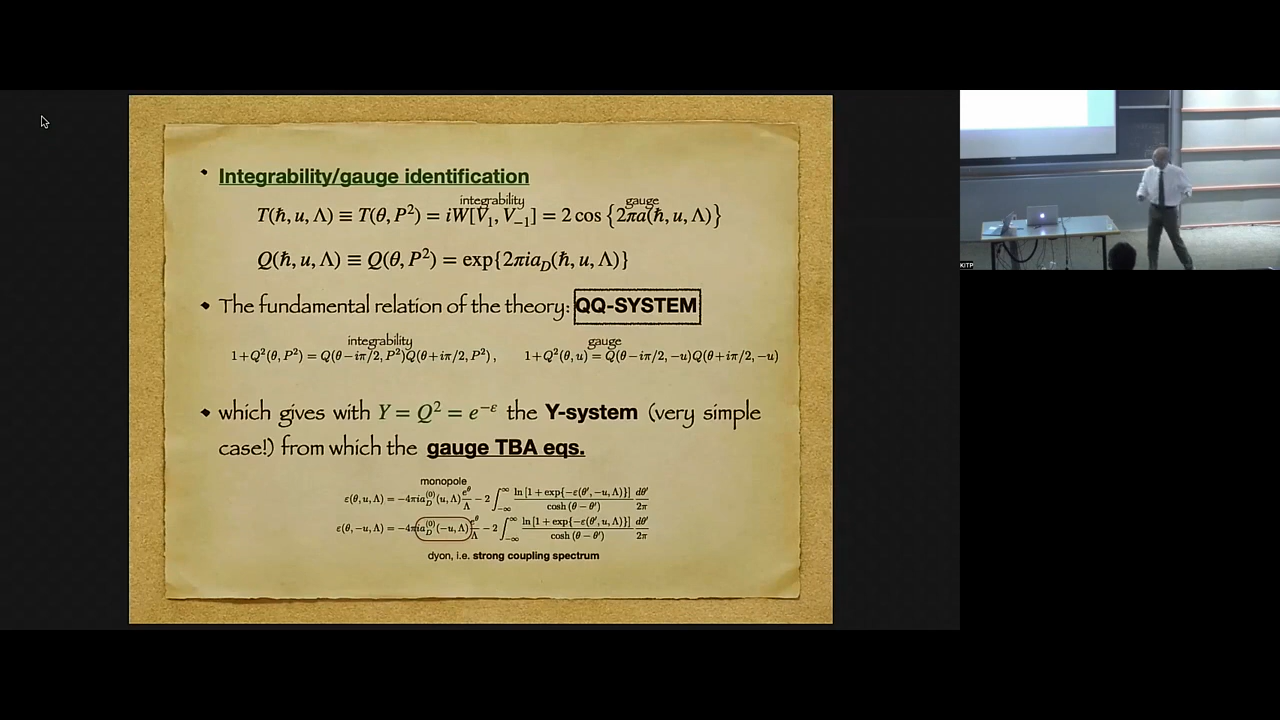 • Integrability/gauge identification
integrability gauge
T(ℏ, u, Λ) ≡ T(θ, P²) = iW[V₁, V₋₁] = 2 cos {2πa(ℏ, u, Λ)}
Q(ℏ, u, Λ) ≡ Q(θ, P²) = exp{2πia_D(ℏ, u, Λ)}
• The fundamental relation of the theory: QQ-SYSTEM
integrability gauge
1+Q²(θ, P²) = Q(θ−iπ/2, P²)Q(θ+iπ/2, P²) , 1+Q²(θ, u) = Q(θ−iπ/2, −u)Q(θ+iπ/2, −u)
• which gives with Y = Q² = e^{−ε} the Y-system (very simple
case!) from which the gauge TBA eqs.
monopole
ε(θ, u, Λ) = −4πia_D^{(0)}(u, Λ) e^θ/Λ − 2 ∫_{−∞}^{∞} ln [1 + exp{−ε(θ′, −u, Λ)}] / cosh (θ − θ′) dθ′/2π
ε(θ, −u, Λ) = −4πia_D^{(0)}(−u, Λ) e^θ/Λ − 2 ∫_{−∞}^{∞} ln [1 + exp{−ε(θ′, u, Λ)}] / cosh (θ − θ′) dθ′/2π
dyon, i.e. strong coupling spectrum
KITP